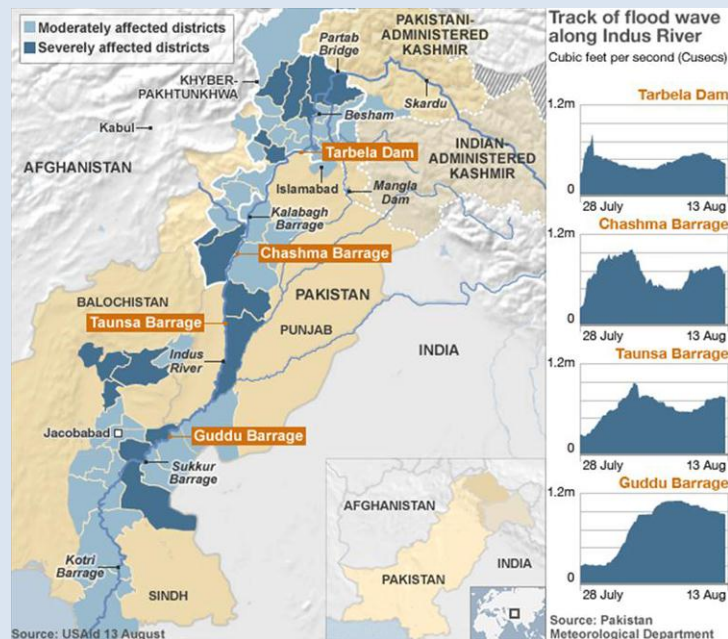 Moderately affected districts
Severely affected districts
PAKISTANI-
ADMINISTERED
KASHMIR
Partab
Bridge
KHYBER-
PAKHTUNKHWA
Skardu
Besham
Kabul
Tarbela Dam
AFGHANISTAN
INDIAN-
ADMINISTERED
KASHMIR
Islamabad
Mangla
Dam
Kalabagh
Barrage
Chashma Barrage
BALOCHISTAN
PAKISTAN
Taunsa Barrage
PUNJAB
Indus
River
INDIA
Jacobabad
Guddu Barrage
Sukkur
Barrage
Kotri
Barrage
SINDH
AFGHANISTAN
PAKISTAN
INDIA
Source: USAid 13 August
Track of flood wave
along Indus River
Cubic feet per second (Cusecs)
Tarbela Dam
1.2m
0
28 July 13 Aug
Chashma Barrage
1.2m
0
28 July 13 Aug
Taunsa Barrage
1.2m
0
28 July 13 Aug
Guddu Barrage
1.2m
0
28 July 13 Aug
Source: Pakistan
Meteorological Department